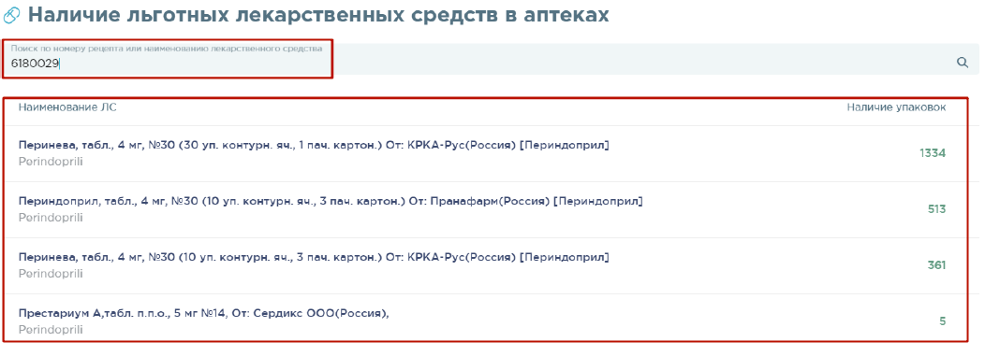 Наличие льготных лекарственных средств в аптеках
Поиск по номеру рецепта или наименованию лекарственного средства
6180029
Наименование ЛС Наличие упаковок
Перинева, табл., 4 мг, №30 (30 уп. контурн. яч., 1 пач. картон.) От: КРКА-Рус(Россия) [Периндоприл]
Perindoprili 1334
Периндоприл, табл., 4 мг, №30 (10 уп. контурн. яч., 3 пач. картон.) От: Пранафарм(Россия) [Периндоприл]
Perindoprili 513
Перинева, табл., 4 мг, №30 (10 уп. контурн. яч., 3 пач. картон.) От: КРКА-Рус(Россия) [Периндоприл]
Perindoprili 361
Престариум А,табл. п.п.о., 5 мг №14, От: Сердикс ООО(Россия),
Perindoprili 5